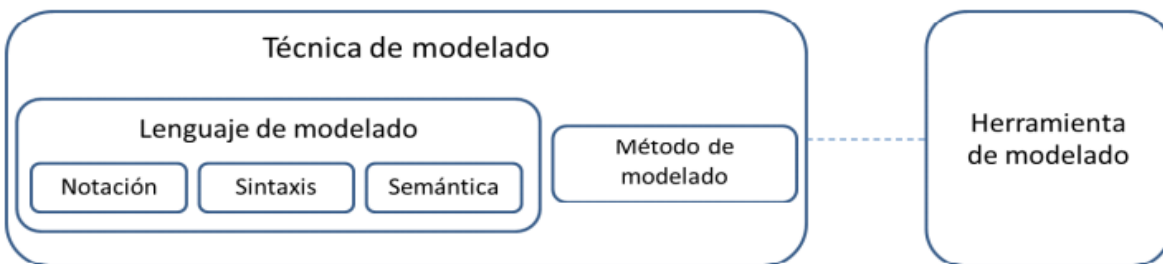 Técnica de modelado
Lenguaje de modelado
Notación
Sintaxis
Semántica
Método de
modelado
Herramienta
de modelado